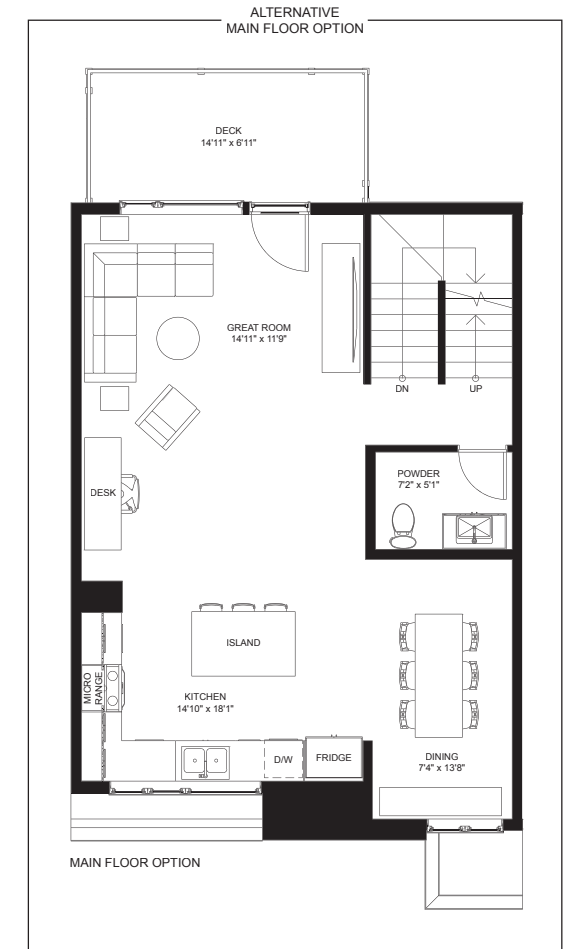 ALTERNATIVE
MAIN FLOOR OPTION
DECK
14'11" x 6'11"
GREAT ROOM
14'11" x 11'9"
DN
UP
POWDER
7'2" x 5'1"
DESK
ISLAND
MICRO
RANGE
KITCHEN
14'10" x 18'1"
D/W
FRIDGE
DINING
7'4" x 13'8"
MAIN FLOOR OPTION